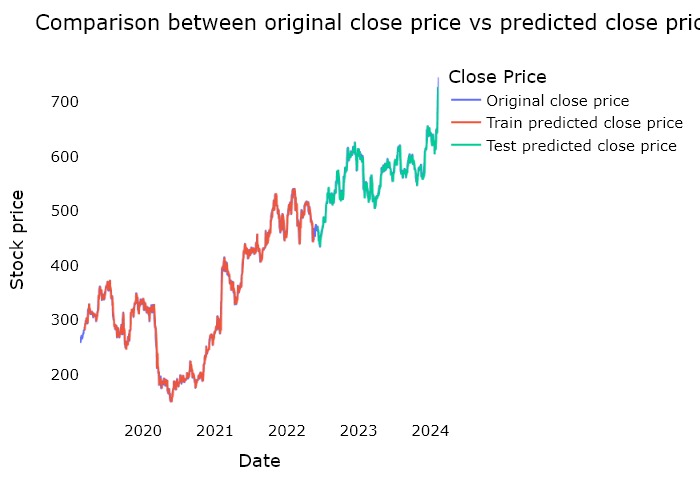 Comparison between original close price vs predicted close
Close Price
Original close price
Train predicted close price
Test predicted close price
700
600
500
400
300
200
Stock price
2020 2021 2022 2023 2024
Date